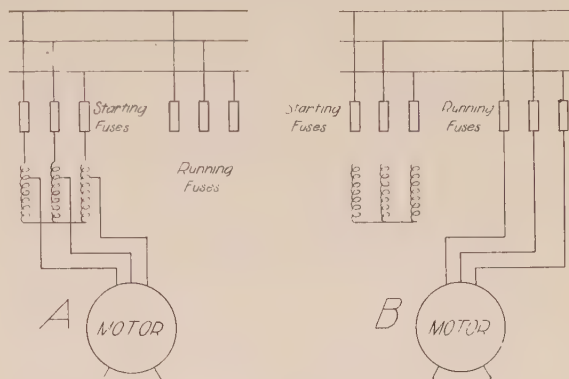 Starting
Fuses
Running
Fuses
A
MOTOR
Starting
Fuses
Running
Fuses
B
MOTOR